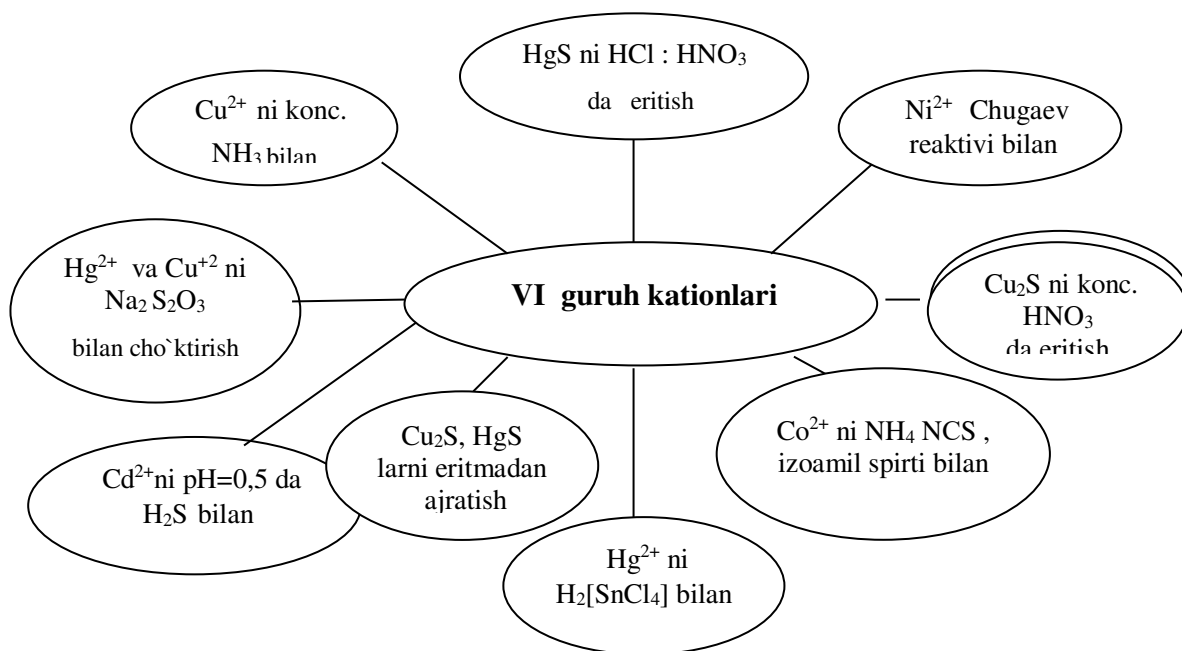 HgS ni HCl : HNO₃
da eritish
Cu²⁺ ni konc.
NH₃ bilan
Ni²⁺ Chugaev
reaktivi bilan
Hg²⁺ va Cu⁺² ni
Na₂ S₂O₃
bilan cho`ktirish
VI guruh kationlari
Cu₂S ni konc.
HNO₃
da eritish
Cu₂S, HgS
larni eritmadan
ajratish
Co²⁺ ni NH₄ NCS ,
izoamil spirti bilan
Cd²⁺ni pH=0,5 da
H₂S bilan
Hg²⁺ ni
H₂[SnCl₄] bilan